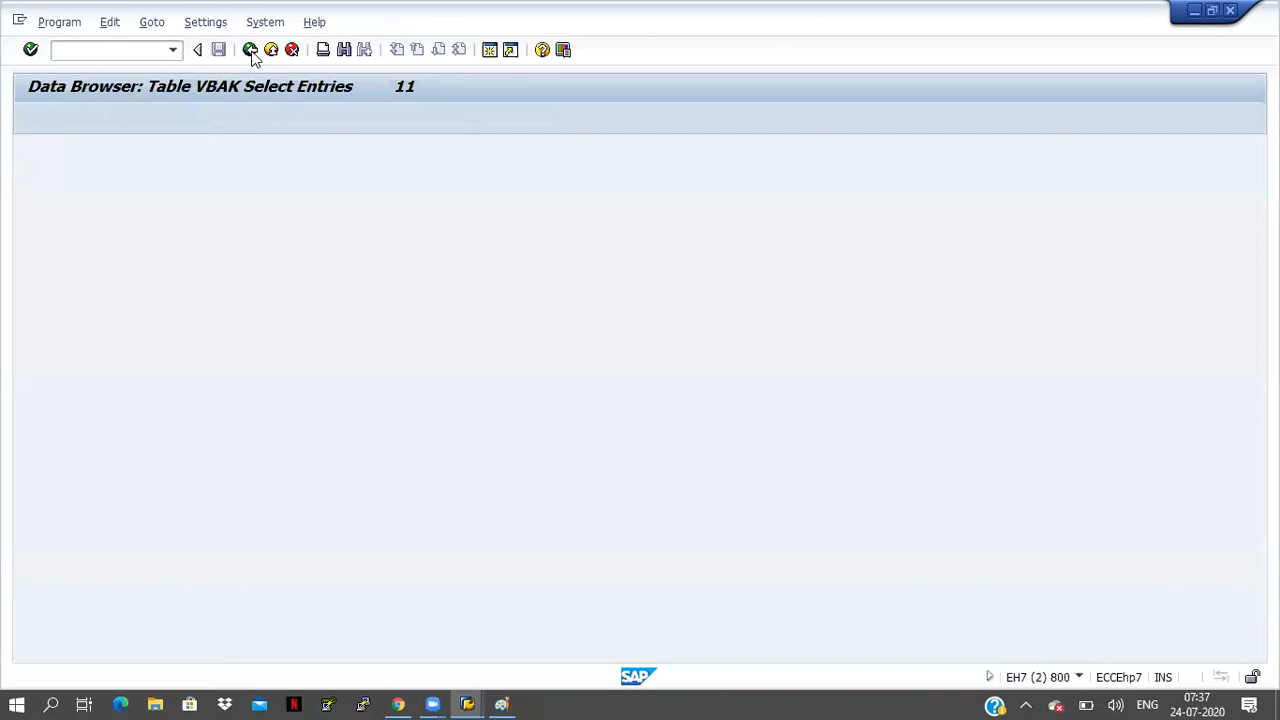 Program Edit Goto Settings System Help
Data Browser: Table VBAK Select Entries 11
SAP
EH7 (2) 800 ECCEhp7 INS
ENG
07:37
24-07-2020